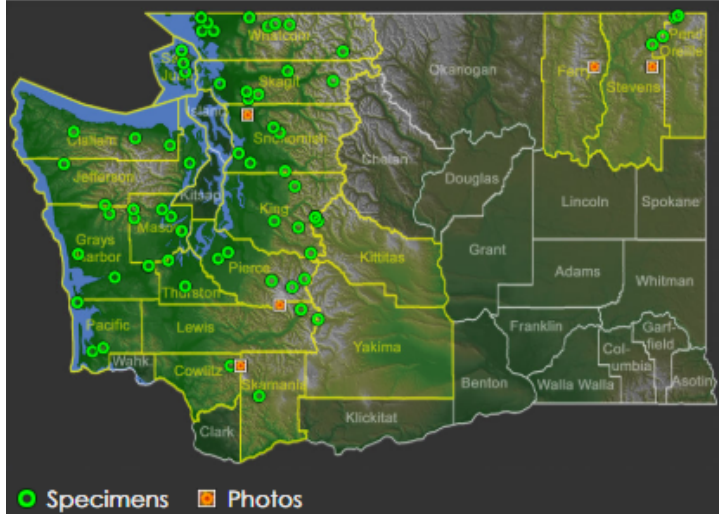 Whatcom
San Juan
Skagit
Okanogan
Ferry
Stevens
Pend Oreille
Island
Snohomish
Clallam
Chelan
Jefferson
Kitsap
Douglas
King
Lincoln
Spokane
Mason
Grays Harbor
Kittitas
Grant
Pierce
Adams
Whitman
Thurston
Pacific
Lewis
Franklin
Gar-
field
Yakima
Wahk.
Cowlitz
Col-
umbia
Skamania
Benton
Walla Walla
Asotin
Klickitat
Clark
Specimens Photos